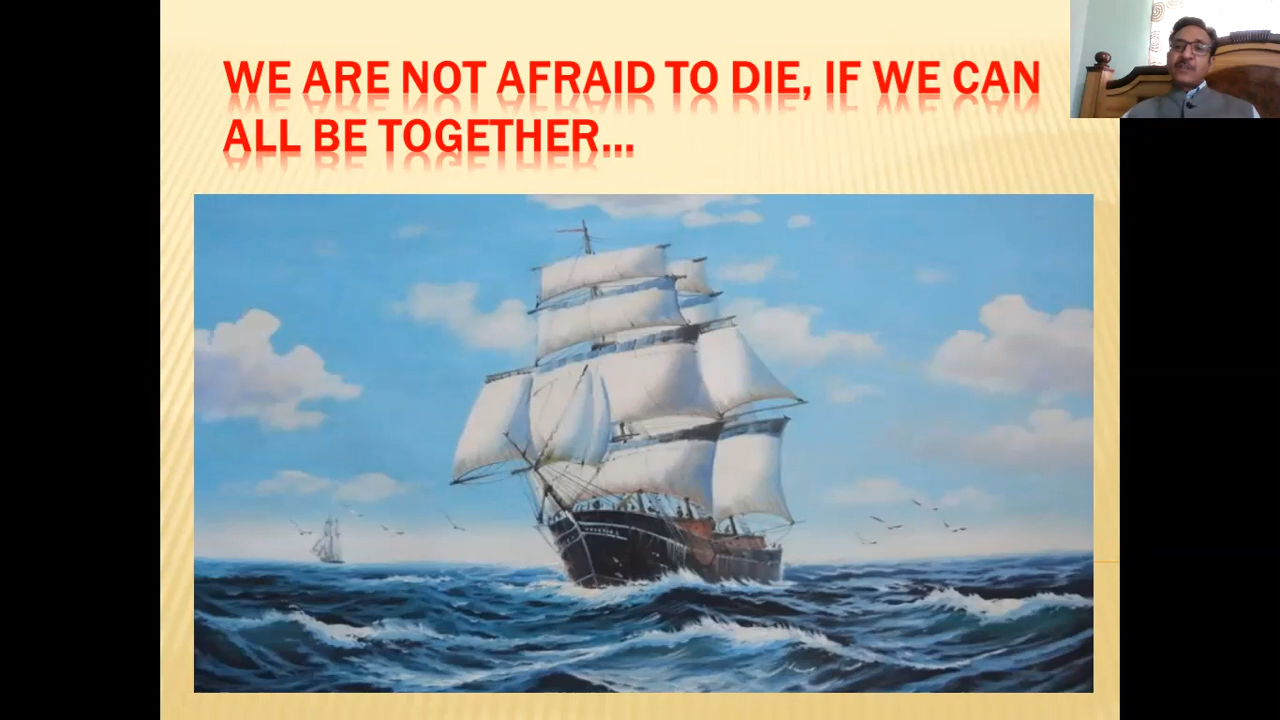 WE ARE NOT AFRAID TO DIE, IF WE CAN
ALL BE TOGETHER...